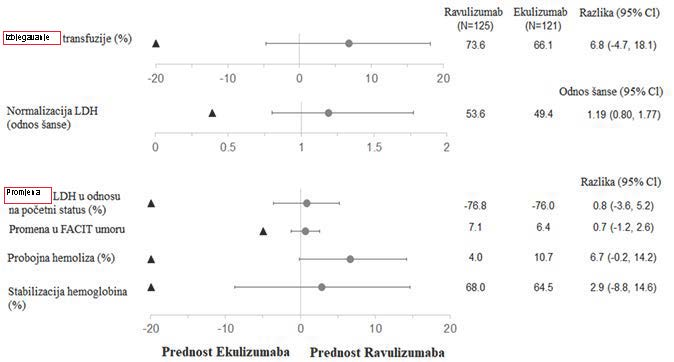 Ravulizumab Ekulizumab Razlika (95% Cl)
(N=125) (N=121)
Izbjegavanje transfuzije (%) 73.6 66.1 6.8 (-4.7, 18.1)
-20 -10 0 10 20
Odnos šanse (95% Cl)
Normalizacija LDH
(odnos šanse) 53.6 49.4 1.19 (0.80, 1.77)
0 0.5 1 1.5 2
Razlika (95% Cl)
Promjena LDH u odnosu
na početni status (%) -76.8 -76.0 0.8 (-3.6, 5.2)
Promena u FACIT umoru 7.1 6.4 0.7 (-1.2, 2.6)
Probojna hemoliza (%) 4.0 10.7 6.7 (-0.2, 14.2)
Stabilizacija hemoglobina
(%) 68.0 64.5 2.9 (-8.8, 14.6)
-20 -10 0 10 20
Prednost Ekulizumaba Prednost Ravulizumaba